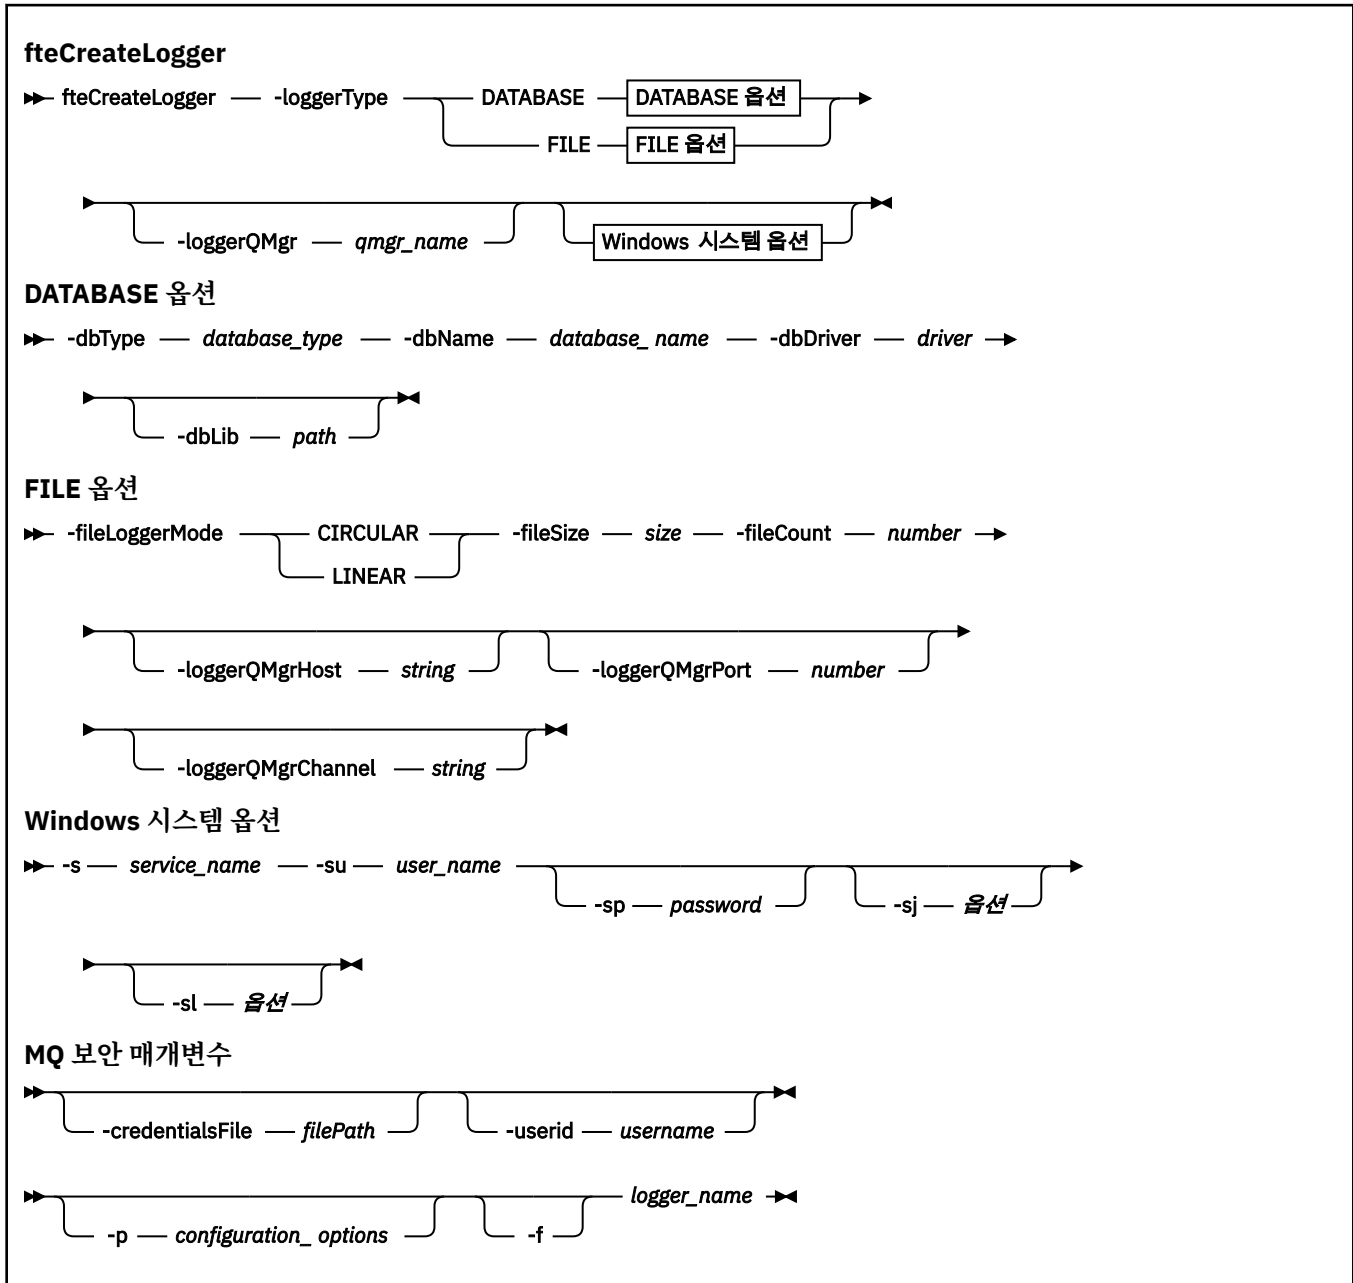 fteCreateLogger
fteCreateLogger -loggerType DATABASE DATABASE 옵션
FILE FILE 옵션
-loggerQMgr qmgr_name Windows 시스템 옵션
DATABASE 옵션
-dbType database_type -dbName database_ name -dbDriver driver
-dbLib path
FILE 옵션
-fileLoggerMode CIRCULAR -fileSize size -fileCount number
LINEAR
-loggerQMgrHost string -loggerQMgrPort number
-loggerQMgrChannel string
Windows 시스템 옵션
-s service_name -su user_name
-sp password -sj 옵션
-sl 옵션
MQ 보안 매개변수
-credentialsFile filePath -userid username
logger_name
-p configuration_ options -f